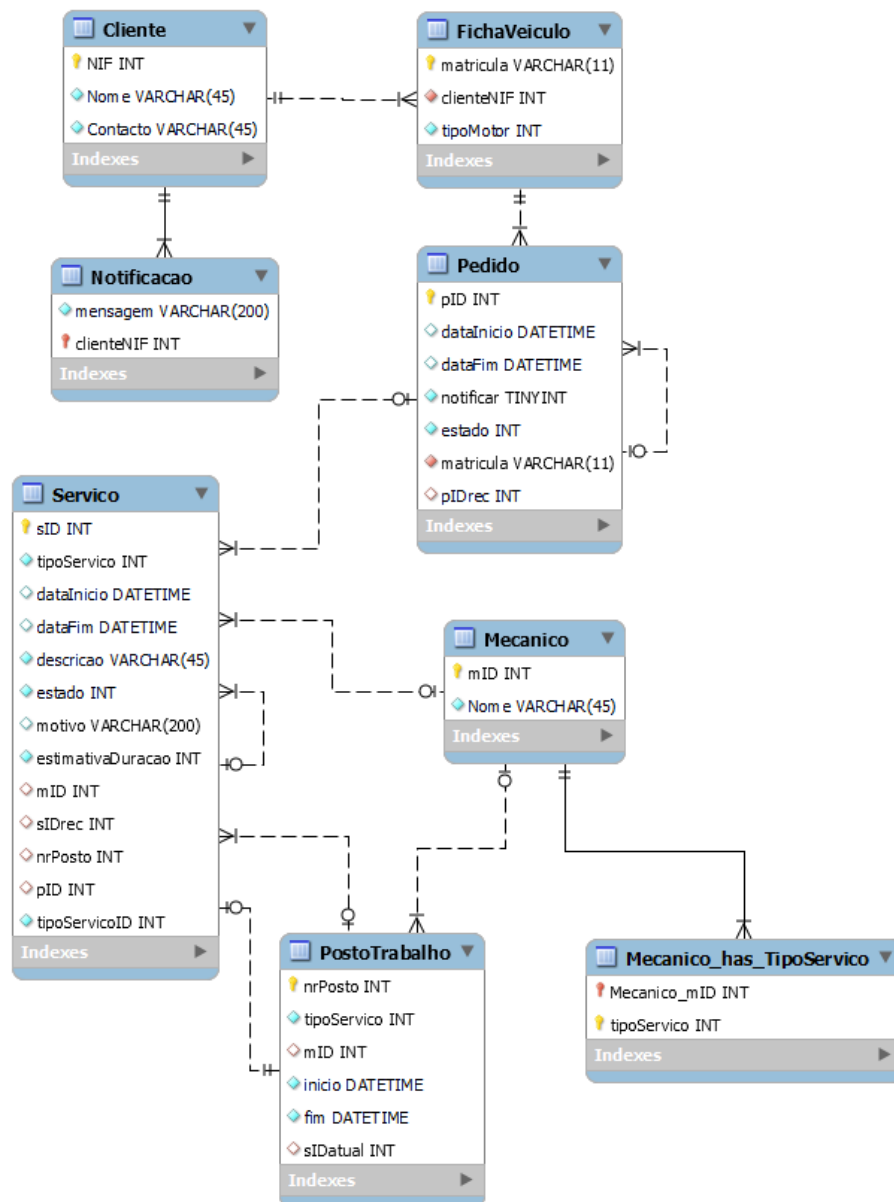 Cliente
NIF INT
Nome VARCHAR(45)
Contacto VARCHAR(45)
Indexes
FichaVeiculo
matricula VARCHAR(11)
clienteNIF INT
tipoMotor INT
Indexes
Notificacao
mensagem VARCHAR(200)
clienteNIF INT
Indexes
Pedido
pID INT
dataInicio DATETIME
dataFim DATETIME
notificar TINYINT
estado INT
matricula VARCHAR(11)
pIDrec INT
Indexes
Servico
sID INT
tipoServico INT
dataInicio DATETIME
dataFim DATETIME
descricao VARCHAR(45)
estado INT
motivo VARCHAR(200)
estimativaDuracao INT
mID INT
sIDrec INT
nrPosto INT
pID INT
tipoServicoID INT
Indexes
Mecanico
mID INT
Nome VARCHAR(45)
Indexes
PostoTrabalho
nrPosto INT
tipoServico INT
mID INT
inicio DATETIME
fim DATETIME
sIDatual INT
Indexes
Mecanico_has_TipoServico
Mecanico_mID INT
tipoServico INT
Indexes